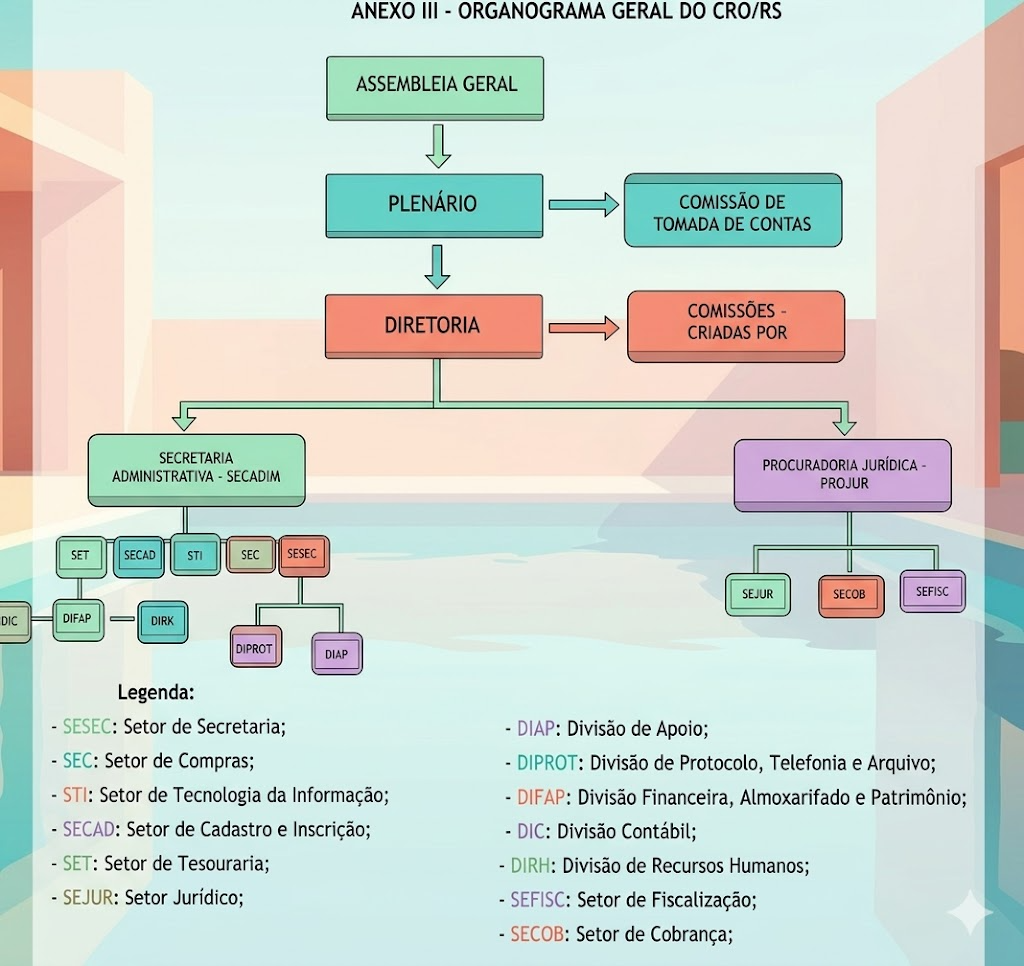 ANEXO III - ORGANOGRAMA GERAL DO CRO/RS
ASSEMBLEIA GERAL
PLENÁRIO
COMISSÃO DE
TOMADA DE CONTAS
DIRETORIA
COMISSÕES -
CRIADAS POR
SECRETARIA
ADMINISTRATIVA - SECADIM
PROCURADORIA JURÍDICA -
PROJUR
SET
SECAD
STI
SEC
SESEC
SEJUR
SECOB
SEFISC
DIC
DIFAP
DIRK
DIPROT
DIAP
Legenda:
- SESEC: Setor de Secretaria;
- SEC: Setor de Compras;
- STI: Setor de Tecnologia da Informação;
- SECAD: Setor de Cadastro e Inscrição;
- SET: Setor de Tesouraria;
- SEJUR: Setor Jurídico;
- DIAP: Divisão de Apoio;
- DIPROT: Divisão de Protocolo, Telefonia e Arquivo;
- DIFAP: Divisão Financeira, Almoxarifado e Patrimônio;
- DIC: Divisão Contábil;
- DIRH: Divisão de Recursos Humanos;
- SEFISC: Setor de Fiscalização;
- SECOB: Setor de Cobrança;